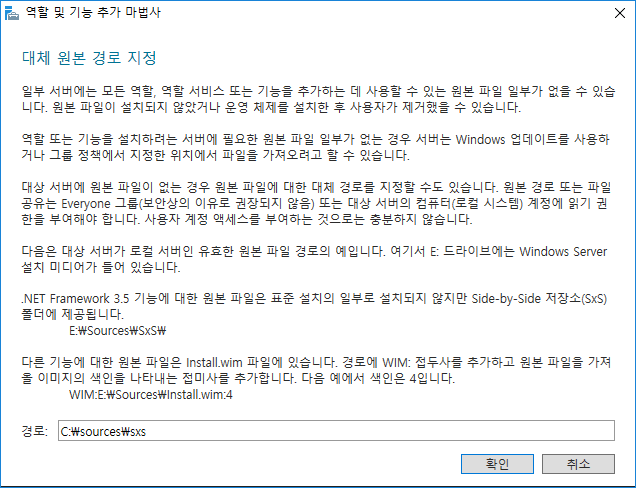 역할 및 기능 추가 마법사
대체 원본 경로 지정
일부 서버에는 모든 역할, 역할 서비스 또는 기능을 추가하는 데 사용할 수 있는 원본 파일 일부가 없을 수 있습
니다. 원본 파일이 설치되지 않았거나 운영 체제를 설치한 후 사용자가 제거했을 수 있습니다.
역할 또는 기능을 설치하려는 서버에 필요한 원본 파일 일부가 없는 경우 서버는 Windows 업데이트를 사용하
거나 그룹 정책에서 지정한 위치에서 파일을 가져오려고 할 수 있습니다.
대상 서버에 원본 파일이 없는 경우 원본 파일에 대한 대체 경로를 지정할 수도 있습니다. 원본 경로 또는 파일
공유는 Everyone 그룹(보안상의 이유로 권장되지 않음) 또는 대상 서버의 컴퓨터(로컬 시스템) 계정에 읽기 권
한을 부여해야 합니다. 사용자 계정 액세스를 부여하는 것으로는 충분하지 않습니다.
다음은 대상 서버가 로컬 서버인 유효한 원본 파일 경로의 예입니다. 여기서 E: 드라이브에는 Windows Server
설치 미디어가 들어 있습니다.
.NET Framework 3.5 기능에 대한 원본 파일은 표준 설치의 일부로 설치되지 않지만 Side-by-Side 저장소(SxS)
폴더에 제공됩니다.
E:₩Sources₩SxS₩
다른 기능에 대한 원본 파일은 Install.wim 파일에 있습니다. 경로에 WIM: 접두사를 추가하고 원본 파일을 가져
올 이미지의 색인을 나타내는 접미사를 추가합니다. 다음 예에서 색인은 4입니다.
WIM:E:₩Sources₩Install.wim:4
경로: C:₩sources₩sxs
확인 취소